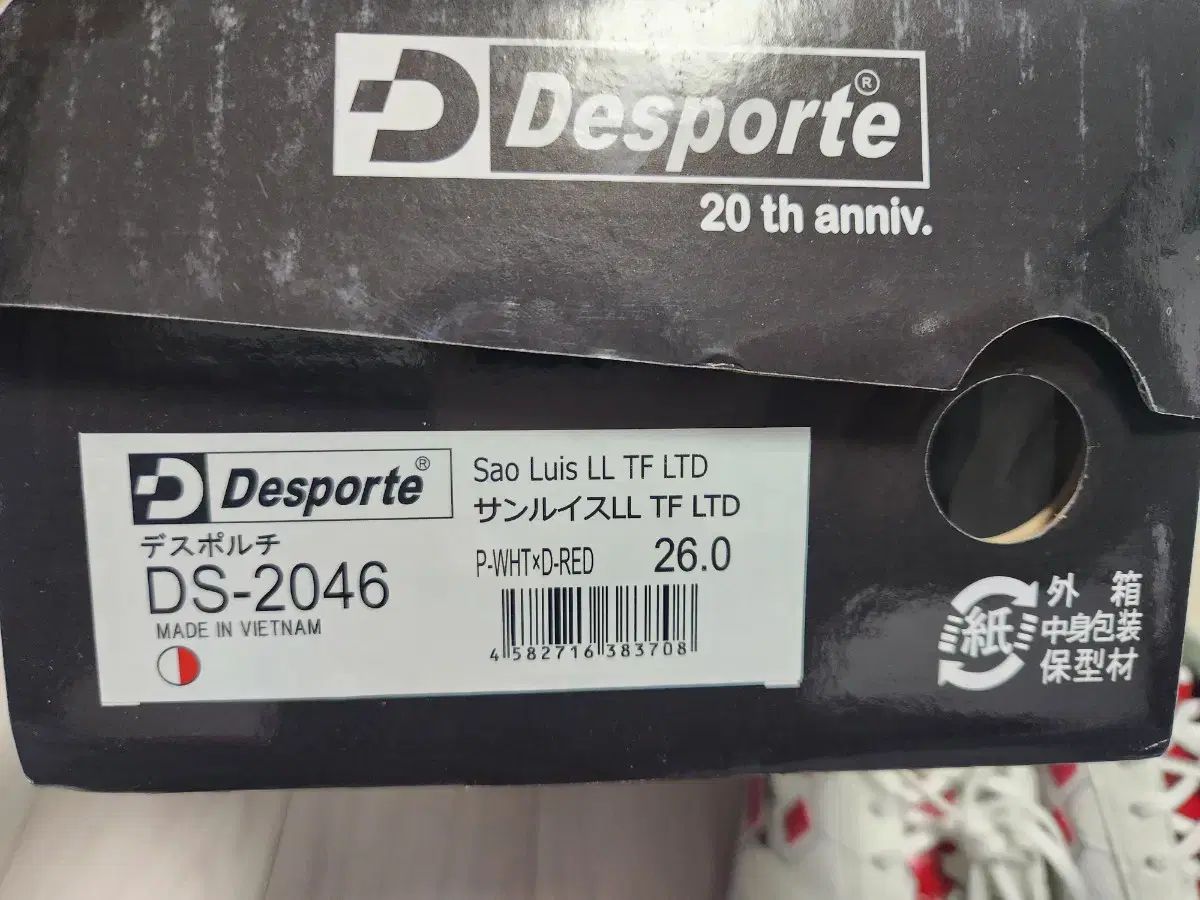 Desporte®
20 th anniv.
Desporte®
デスポルチ
DS-2046
MADE IN VIETNAM
Sao Luis LL TF LTD
サンルイスLL TF LTD
P-WHT×D-RED 26.0
4 582716 383708
紙
外箱
中身包装
保型材